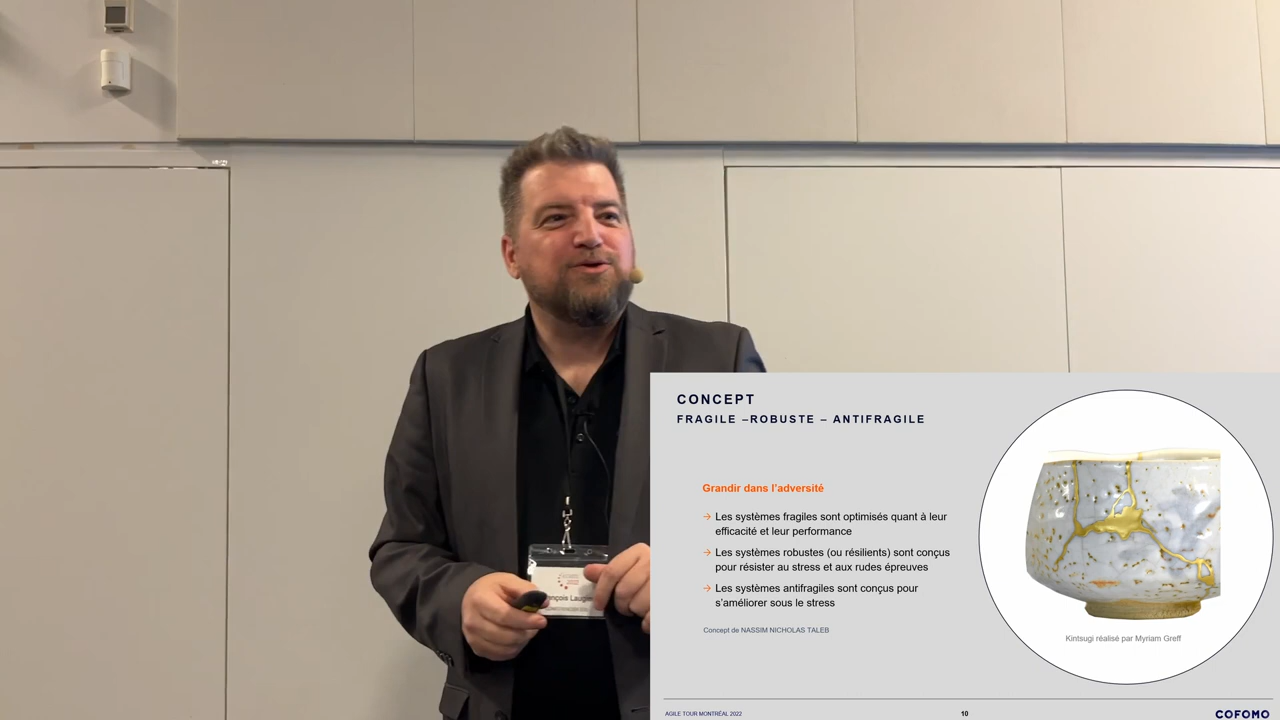 CONCEPT
FRAGILE –ROBUSTE – ANTIFRAGILE
Grandir dans l'adversité
→ Les systèmes fragiles sont optimisés quant à leur
efficacité et leur performance
→ Les systèmes robustes (ou résilients) sont conçus
pour résister au stress et aux rudes épreuves
→ Les systèmes antifragiles sont conçus pour
s'améliorer sous le stress
Concept de NASSIM NICHOLAS TALEB
Kintsugi réalisé par Myriam Greff
AGILE TOUR MONTRÉAL 2022
10
COFOMO